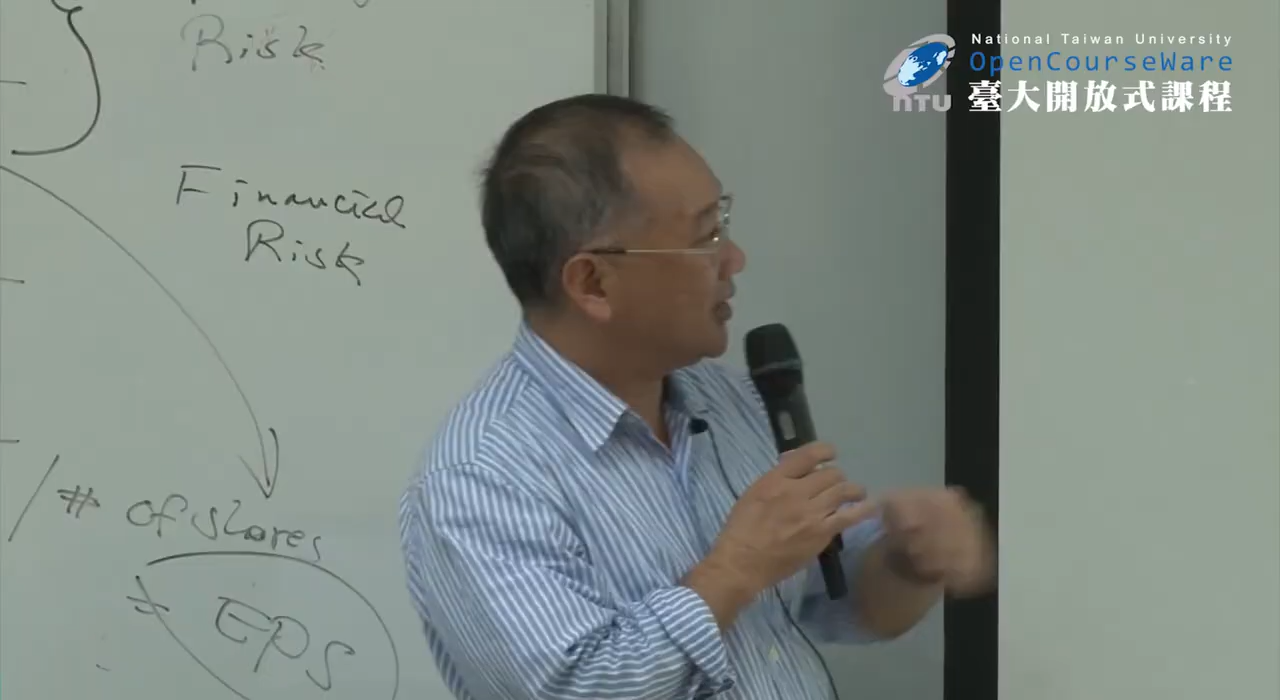 Risk
Financial
Risk
/ # of shares
= EPS
National Taiwan University
OpenCourseWare
臺大開放式課程
NTU